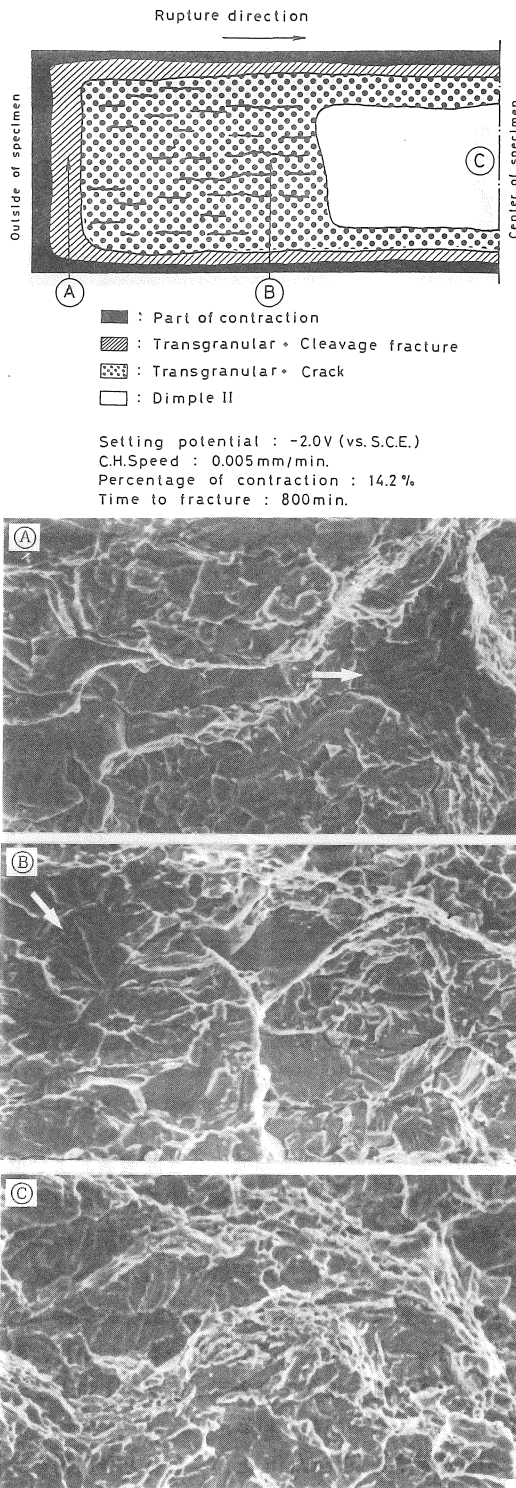 Rupture direction
Outside of specimen
Center of specimen
C
A
B
: Part of contraction
: Transgranular + Cleavage fracture
: Transgranular + Crack
: Dimple II
Setting potential : -2.0V (vs. S.C.E.)
C.H.Speed : 0.005mm/min.
Percentage of contraction : 14.2%
Time to fracture : 800min.
A
B
C